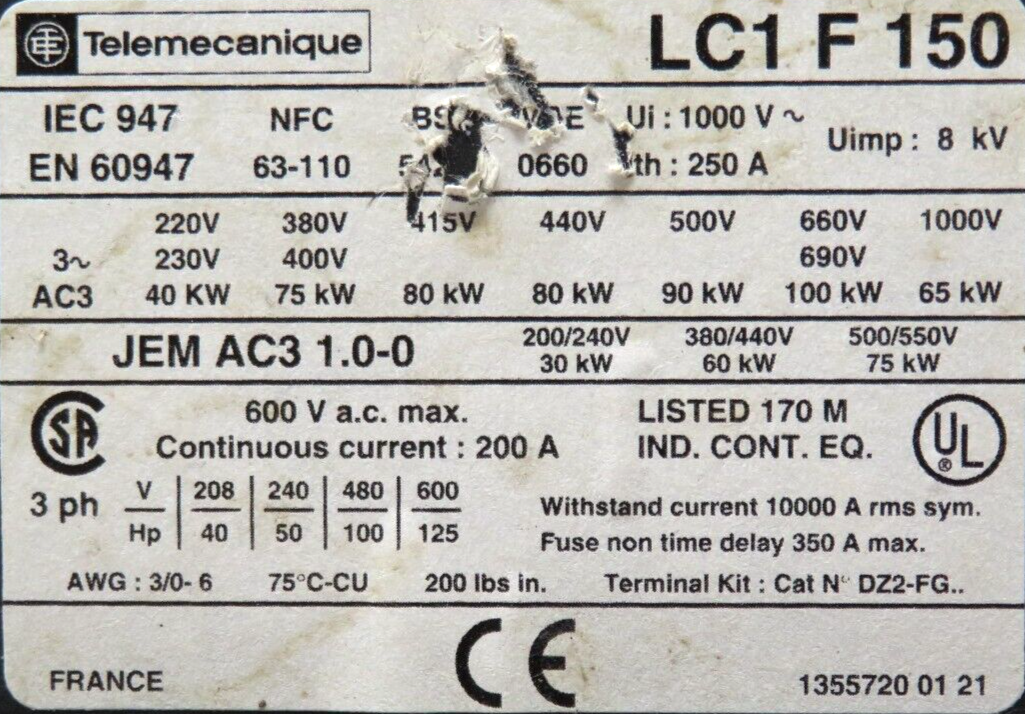 Telemecanique LC1 F 150
IEC 947 NFC Ui : 1000 V ~ Uimp : 8 kV
EN 60947 63-110 0660 : 250 A
220V 380V 415V 440V 500V 660V 1000V
3~ 230V 400V 690V
AC3 40 KW 75 kW 80 kW 80 kW 90 kW 100 kW 65 kW
JEM AC3 1.0-0
200/240V 380/440V 500/550V
30 kW 60 kW 75 kW
SA 600 V a.c. max. LISTED 170 M UL ®
Continuous current : 200 A IND. CONT. EQ.
3 ph V 208 240 480 600
Hp 40 50 100 125
Withstand current 10000 A rms sym.
Fuse non time delay 350 A max.
AWG : 3/0- 6 75°C-CU 200 lbs in. Terminal Kit : Cat N° DZ2-FG..
CE
FRANCE 1355720 01 21